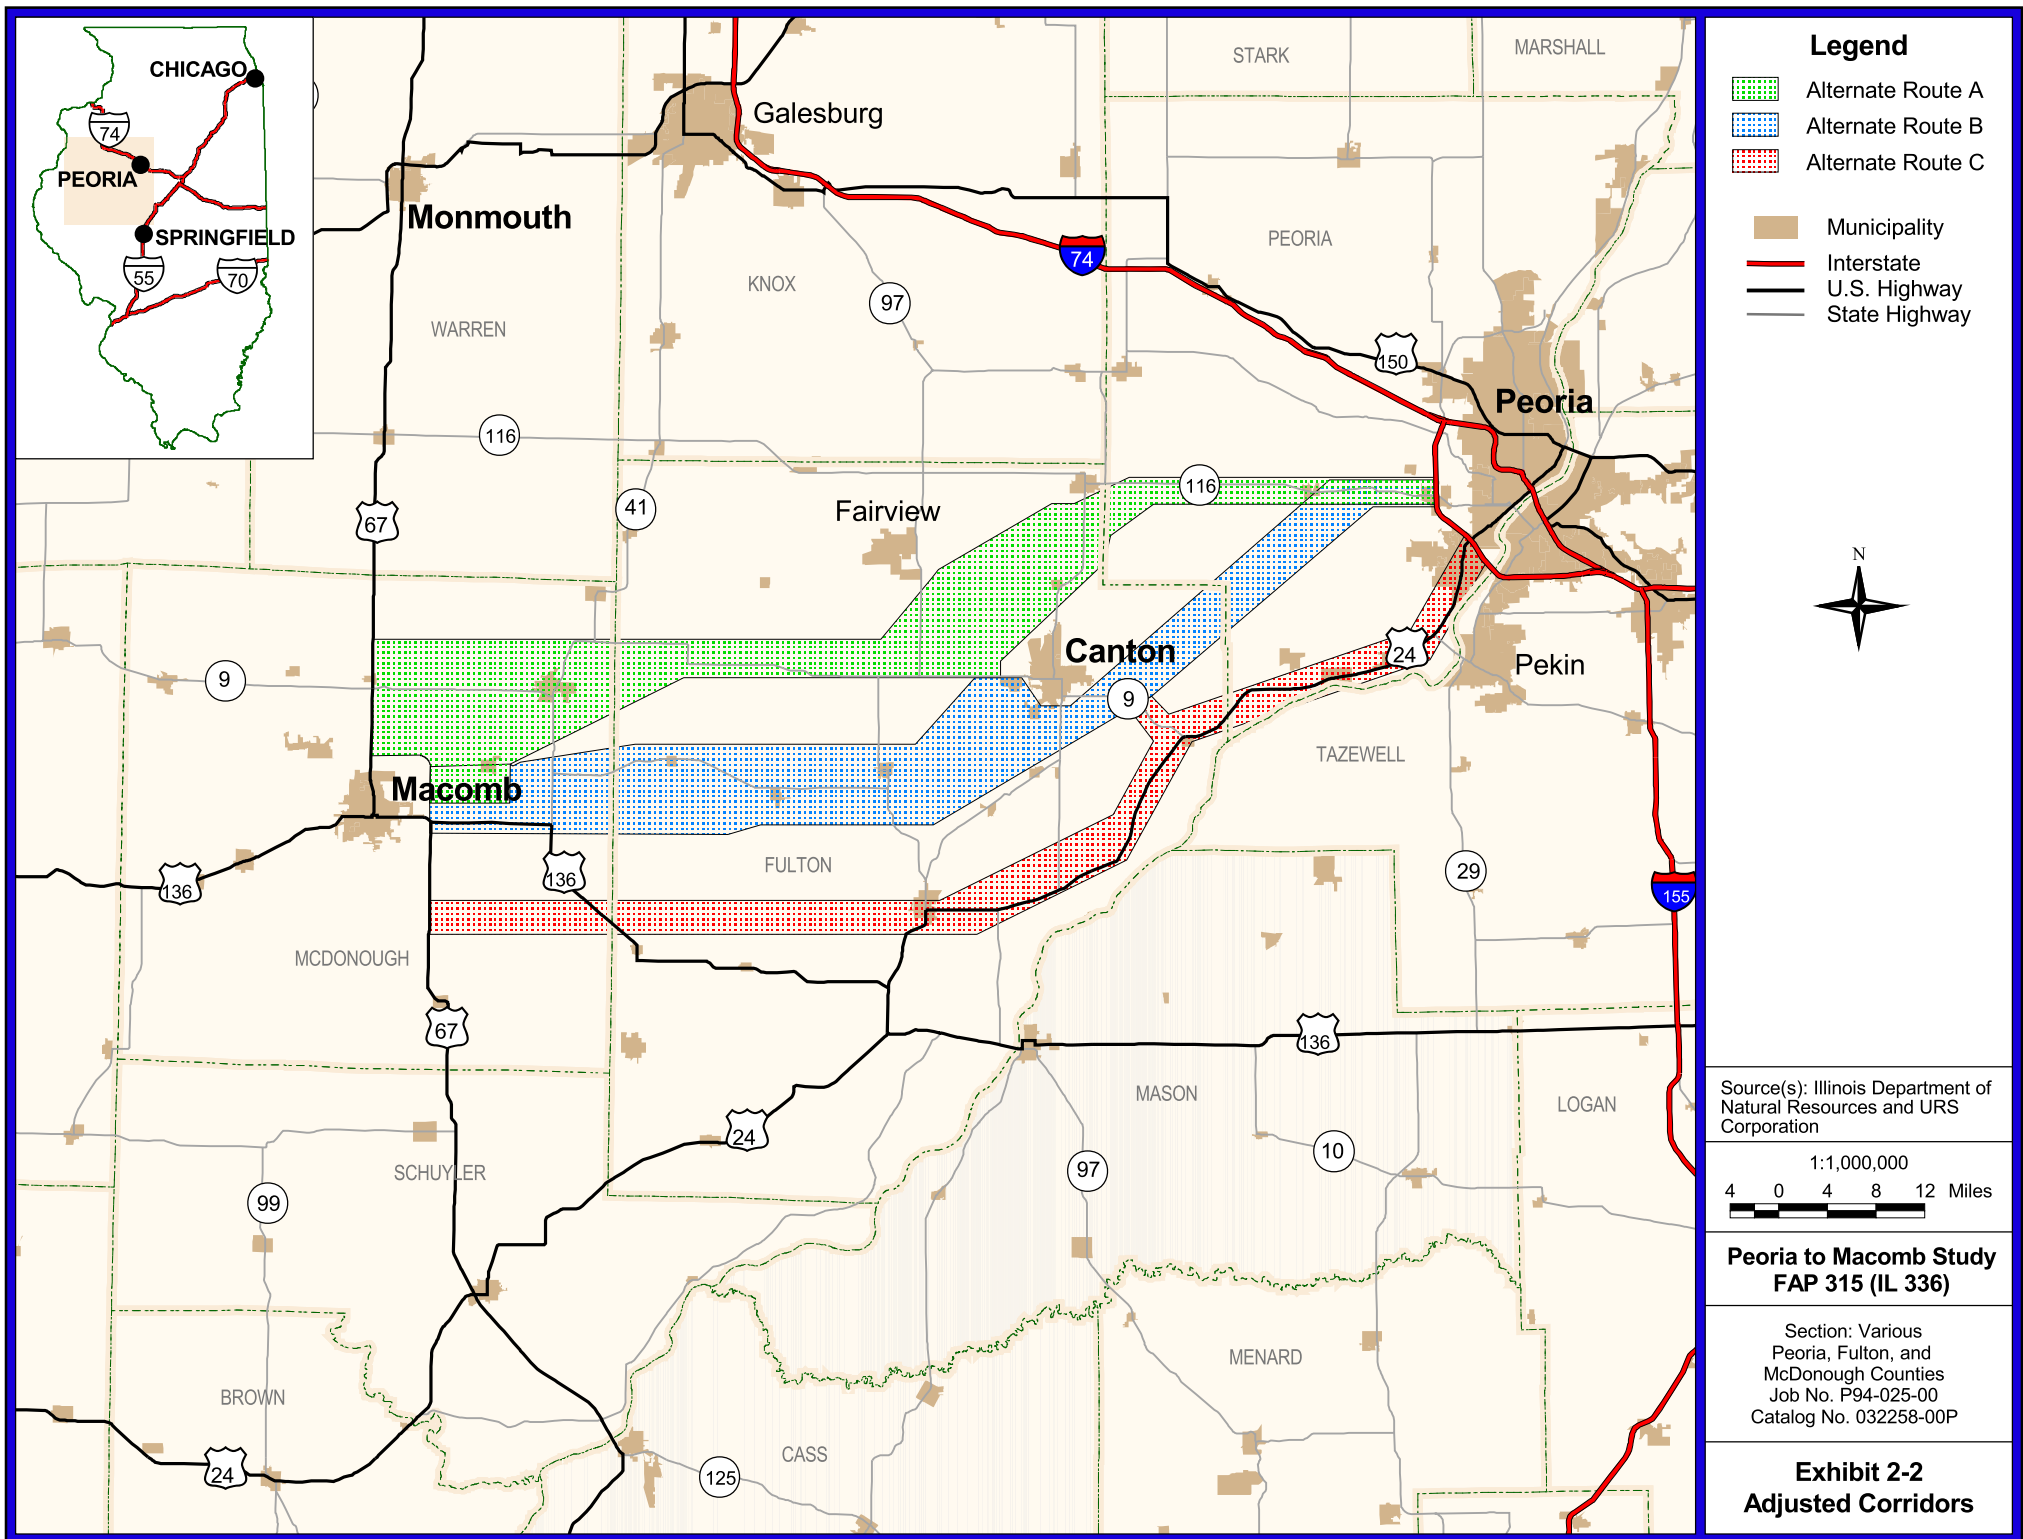 CHICAGO
74
PEORIA
SPRINGFIELD
55
70
STARK
MARSHALL
Galesburg
Monmouth
PEORIA
74
KNOX
97
WARREN
150
Peoria
116
116
41
Fairview
67
Canton
24
Pekin
9
9
TAZEWELL
Macomb
FULTON
136
136
29
155
MCDONOUGH
67
136
MASON
LOGAN
24
10
97
SCHUYLER
99
MENARD
BROWN
CASS
24
125
Legend
Alternate Route A
Alternate Route B
Alternate Route C
Municipality
Interstate
U.S. Highway
State Highway
N
Source(s): Illinois Department of
Natural Resources and URS
Corporation
1:1,000,000
4 0 4 8 12 Miles
Peoria to Macomb Study
FAP 315 (IL 336)
Section: Various
Peoria, Fulton, and
McDonough Counties
Job No. P94-025-00
Catalog No. 032258-00P
Exhibit 2-2
Adjusted Corridors